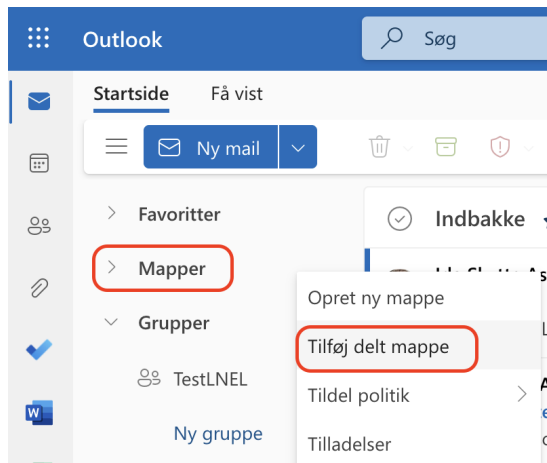 Outlook
Søg
Startside Få vist
Ny mail
Favoritter
Indbakke
Mapper
Opret ny mappe
Grupper
Tilføj delt mappe
TestLNEL
Tildel politik
Ny gruppe
Tilladelser